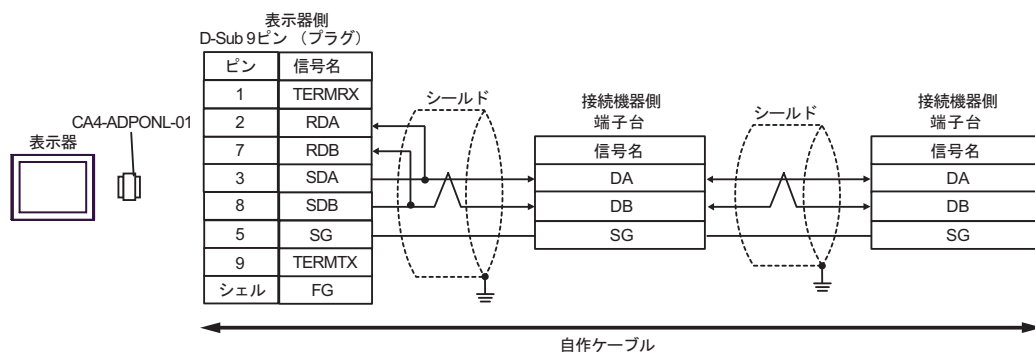 表示器側
D-Sub 9ピン （プラグ）
ピン 信号名
1 TERMRX
2 RDA
7 RDB
3 SDA
8 SDB
5 SG
9 TERMTX
シェル FG
表示器
CA4-ADPONL-01
シールド
接続機器側
端子台
信号名
DA
DB
SG
シールド
接続機器側
端子台
信号名
DA
DB
SG
自作ケーブル